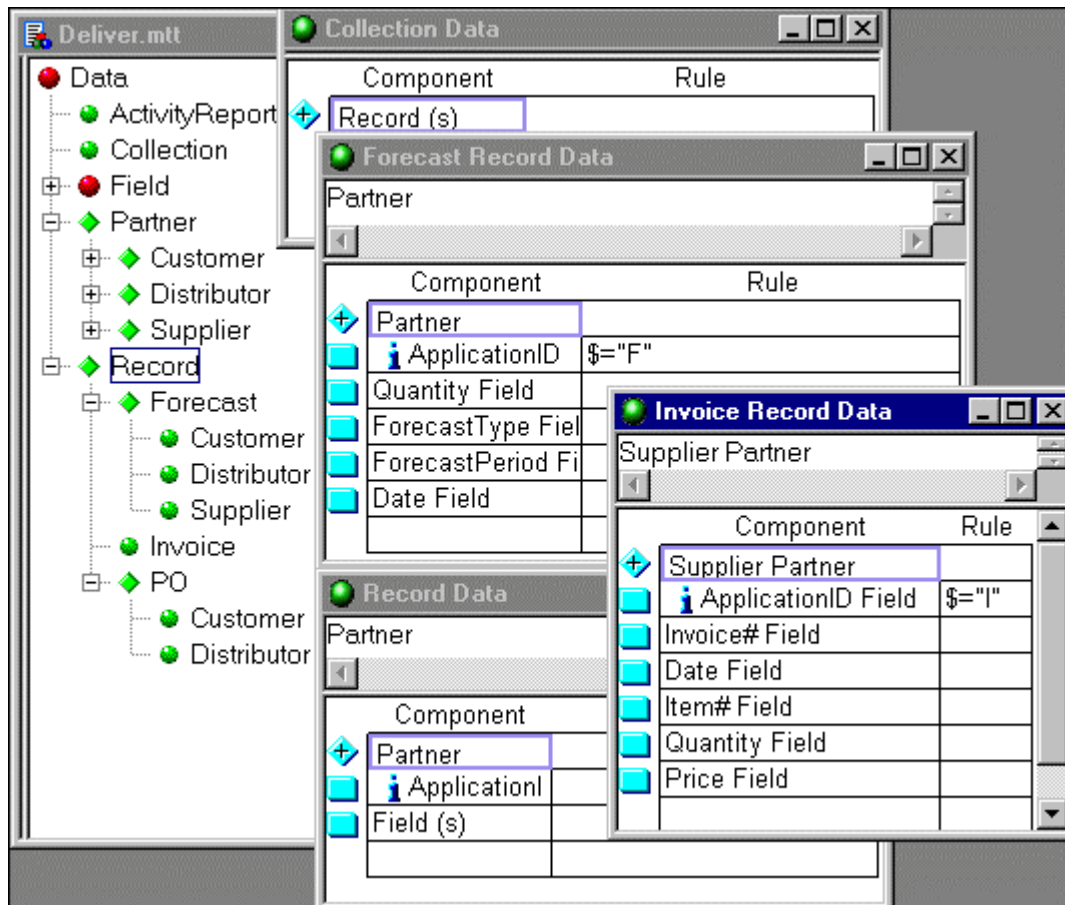 Deliver.mtt
Data
ActivityReport
Collection
Field
Partner
Customer
Distributor
Supplier
Record
Forecast
Customer
Distributor
Supplier
Invoice
PO
Customer
Distributor
Collection Data
Component Rule
Record (s)
Forecast Record Data
Partner
Component Rule
Partner
ApplicationID $="F"
Quantity Field
ForecastType Fiel
ForecastPeriod Fi
Date Field
Record Data
Partner
Component
Partner
ApplicationI
Field (s)
Invoice Record Data
Supplier Partner
Component Rule
Supplier Partner
ApplicationID Field $="I"
Invoice# Field
Date Field
Item# Field
Quantity Field
Price Field